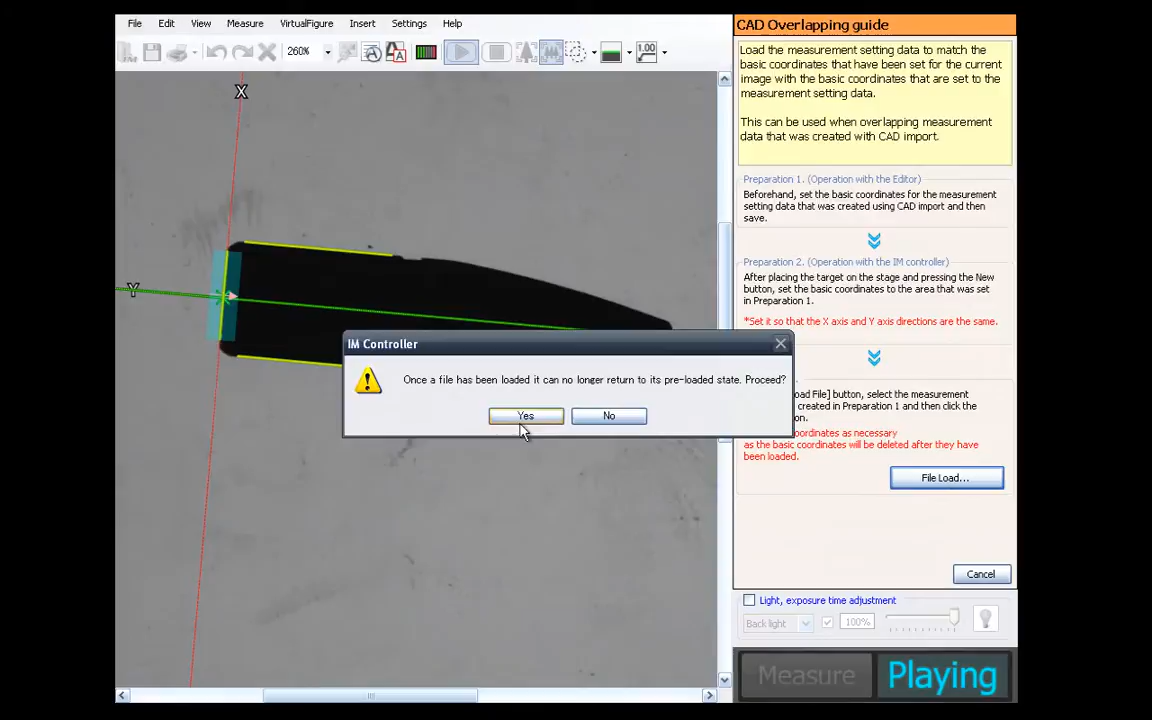 File Edit View Measure VirtualFigure Insert Settings Help
260%
1.00
X
Y
CAD Overlapping guide
Load the measurement setting data to match the
basic coordinates that have been set for the current
image with the basic coordinates that are set to the
measurement setting data.
This can be used when overlapping measurement
data that was created with CAD import.
Preparation 1. (Operation with the Editor)
Beforehand, set the basic coordinates for the measurement
setting data that was created using CAD import and then
save.
Preparation 2. (Operation with the IM controller)
After placing the target on the stage and pressing the New
button, set the basic coordinates to the area that was set
in Preparation 1.
*Set it so that the X axis and Y axis directions are the same.
IM Controller
Once a file has been loaded it can no longer return to its pre-loaded state. Proceed?
Yes No
oad File] button, select the measurement
created in Preparation 1 and then click the
oordinates as necessary
as the basic coordinates will be deleted after they have
been loaded.
File Load...
Cancel
Light, exposure time adjustment
Back light 100%
Measure Playing